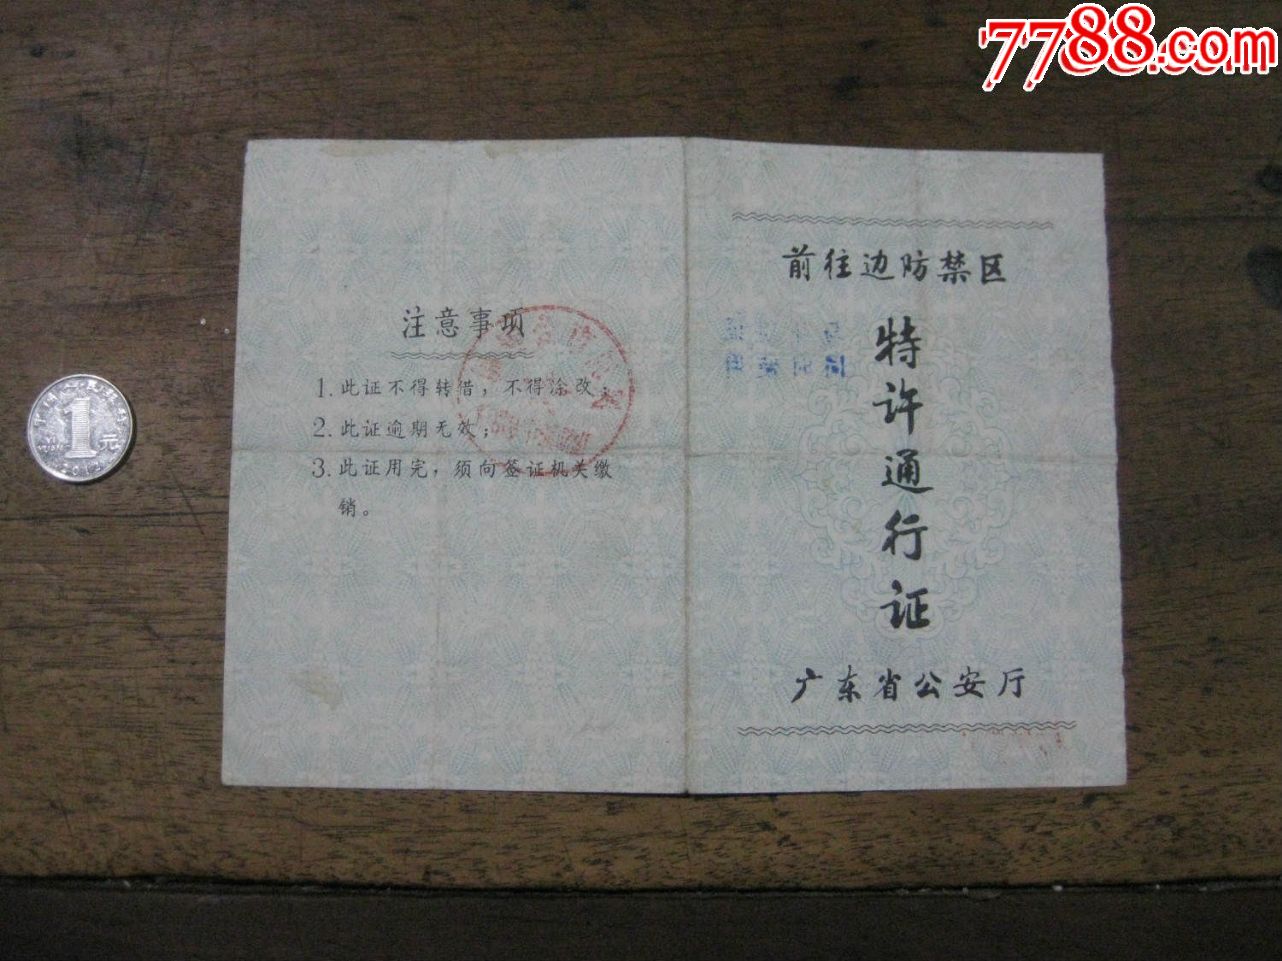 7788.com
注意事项
1. 此证不得转借，不得涂改；
2. 此证逾期无效；
3. 此证用完，须向签证机关缴
销。
前往边防禁区
特许通行证
广东省公安厅
1
元